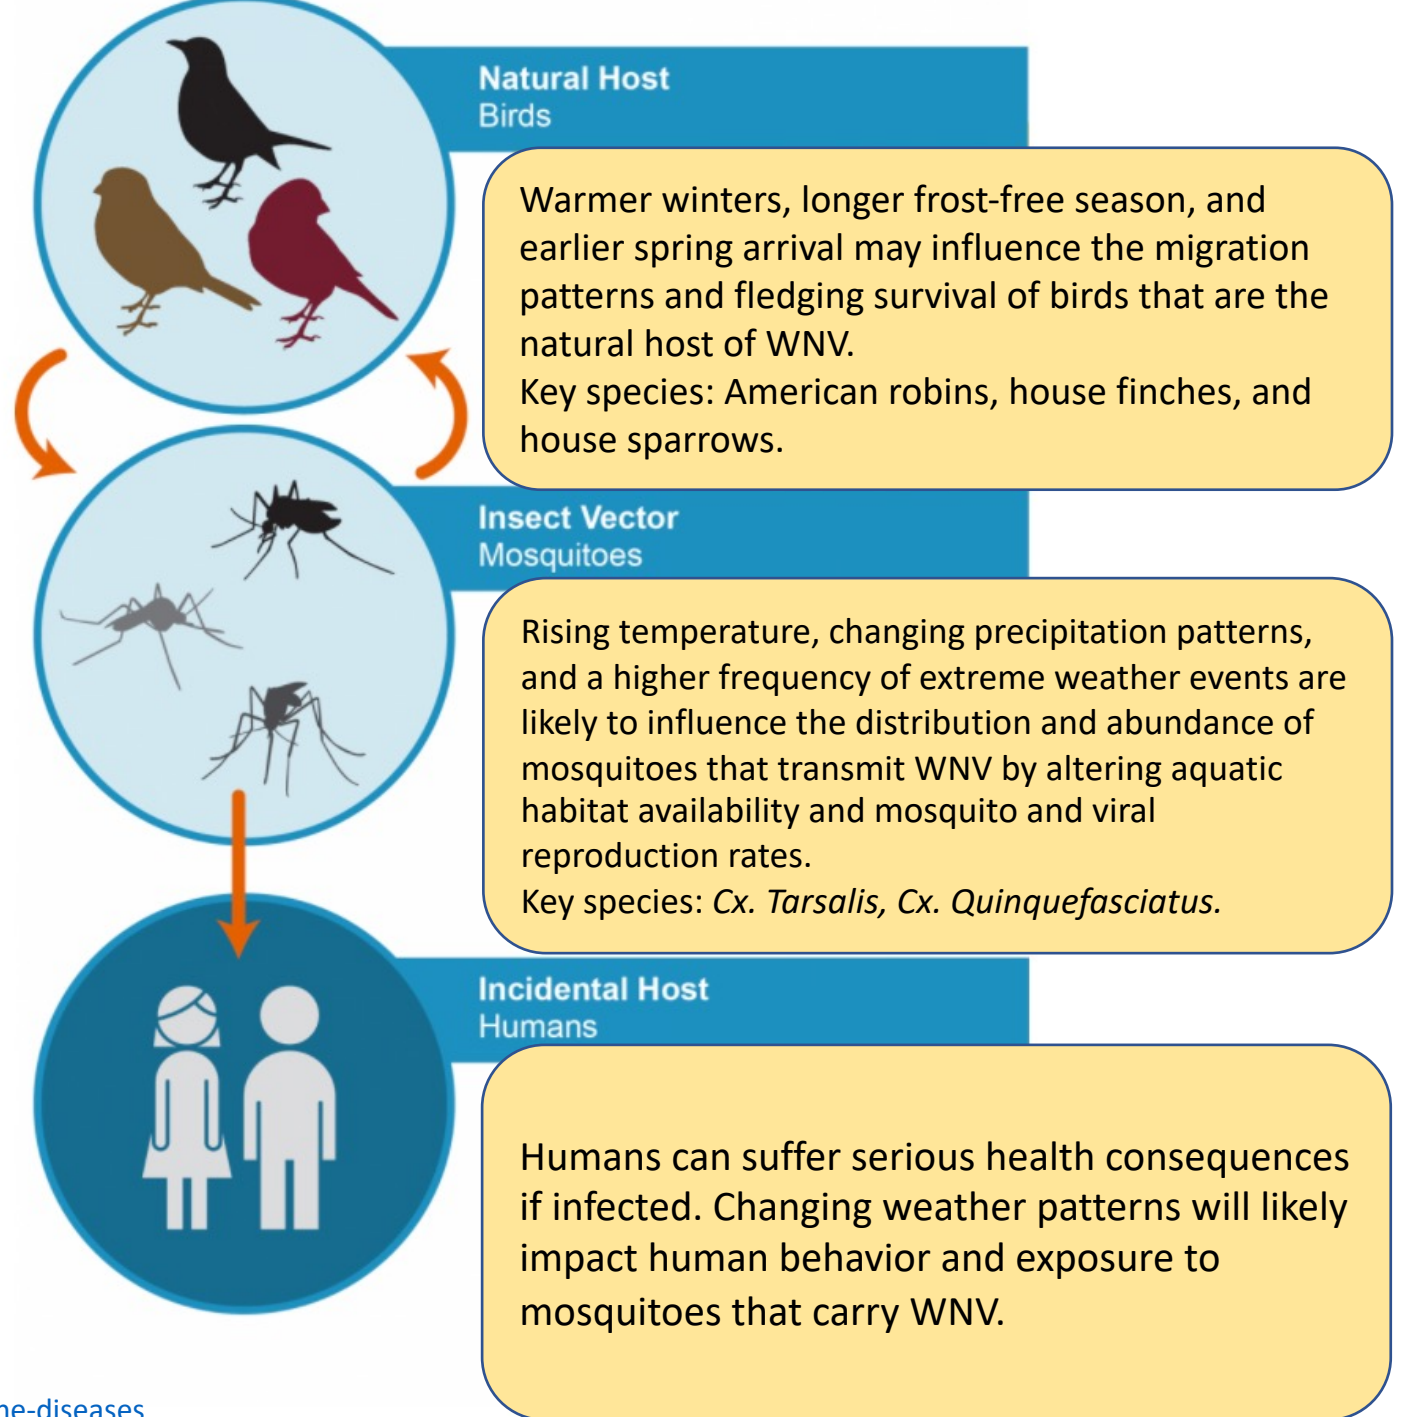 Natural Host
Birds
Warmer winters, longer frost-free season, and
earlier spring arrival may influence the migration
patterns and fledging survival of birds that are the
natural host of WNV.
Key species: American robins, house finches, and
house sparrows.
Insect Vector
Mosquitoes
Rising temperature, changing precipitation patterns,
and a higher frequency of extreme weather events are
likely to influence the distribution and abundance of
mosquitoes that transmit WNV by altering aquatic
habitat availability and mosquito and viral
reproduction rates.
Key species: Cx. Tarsalis, Cx. Quinquefasciatus.
Incidental Host
Humans
Humans can suffer serious health consequences
if infected. Changing weather patterns will likely
impact human behavior and exposure to
mosquitoes that carry WNV.
ne-diseases